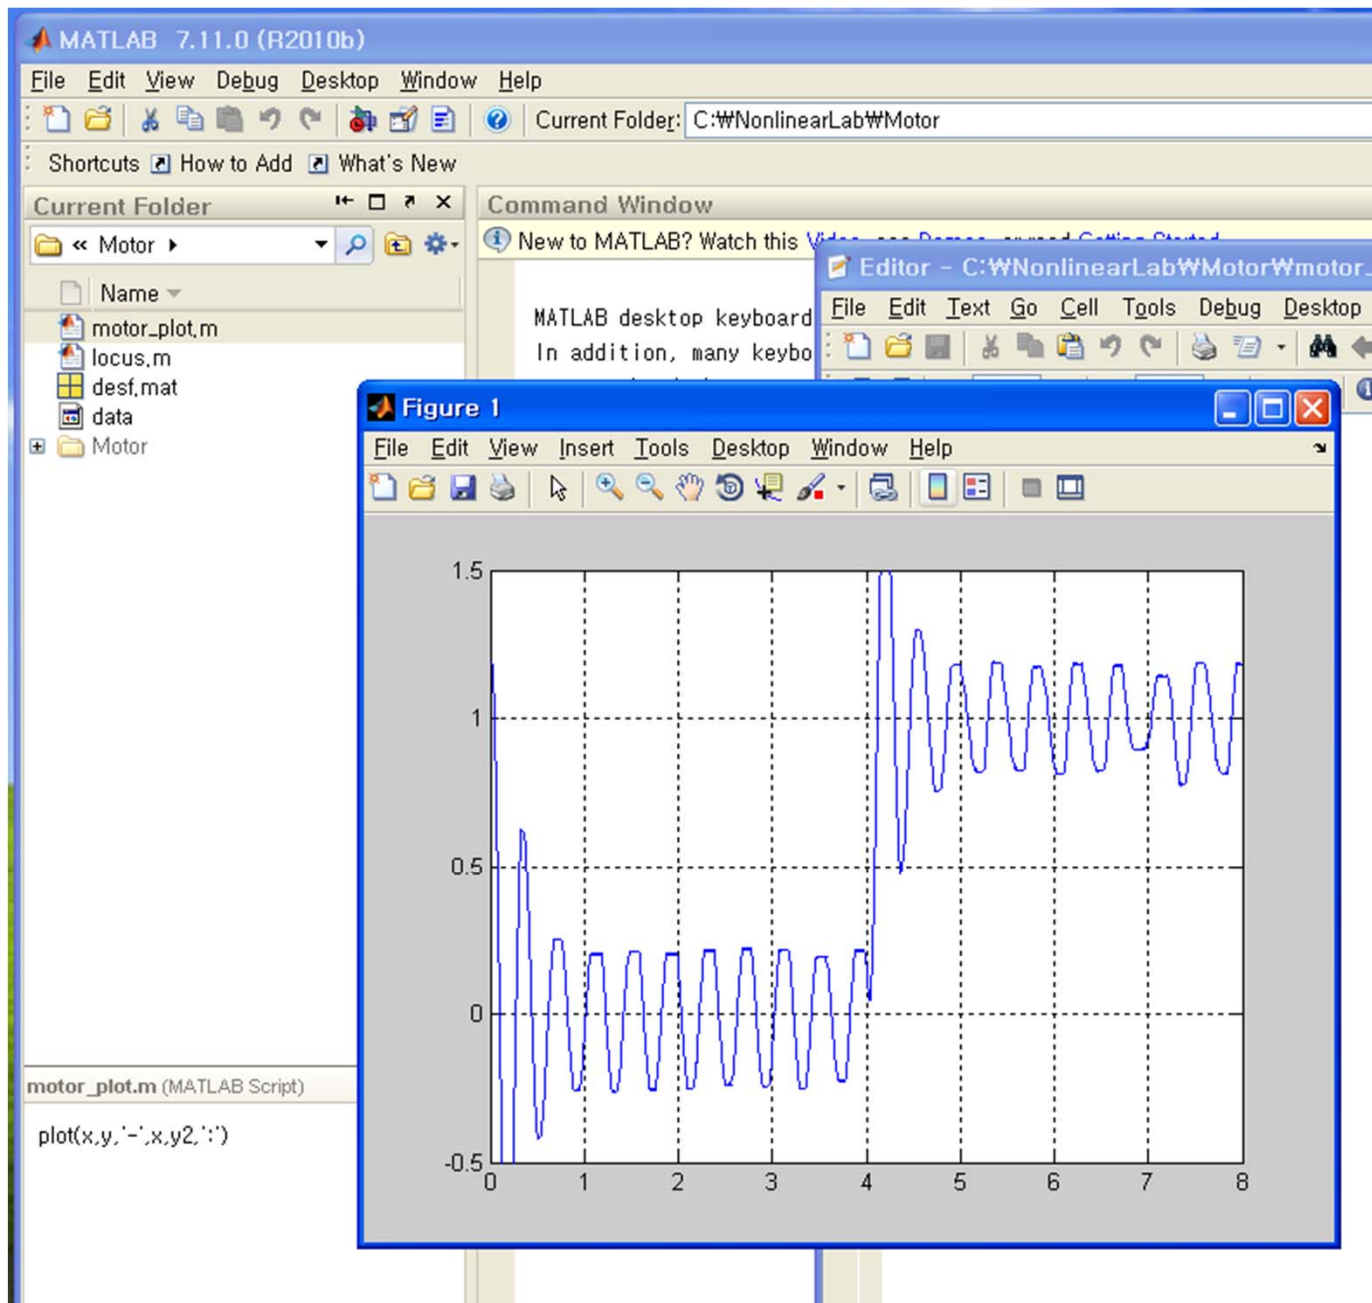 MATLAB 7.11.0 (R2010b)
File Edit View Debug Desktop Window Help
Current Folder: C:₩NonlinearLab₩Motor
Shortcuts How to Add What's New
Current Folder
« Motor
Name
motor_plot.m
locus.m
desf.mat
data
Motor
motor_plot.m (MATLAB Script)
plot(x,y,'-',x,y2,':')
Command Window
New to MATLAB? Watch this
MATLAB desktop keyboard
In addition, many keybo
Editor - C:₩NonlinearLab₩Motor₩motor_
File Edit Text Go Cell Tools Debug Desktop
Figure 1
File Edit View Insert Tools Desktop Window Help
1.5
1
0.5
0
-0.5
0 1 2 3 4 5 6 7 8